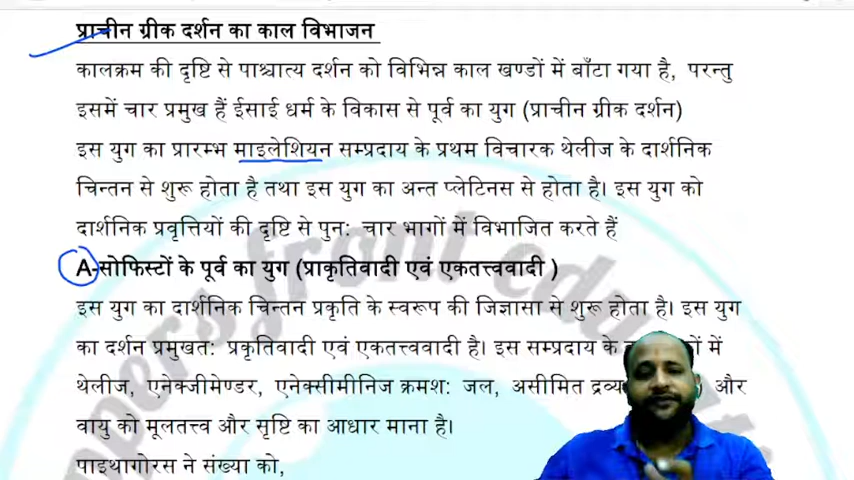 प्राचीन ग्रीक दर्शन का काल विभाजन
कालक्रम की दृष्टि से पाश्चात्य दर्शन को विभिन्न काल खण्डों में बाँटा गया है, परन्तु
इसमें चार प्रमुख हैं ईसाई धर्म के विकास से पूर्व का युग (प्राचीन ग्रीक दर्शन)
इस युग का प्रारम्भ माइलेशियन सम्प्रदाय के प्रथम विचारक थेलीज के दार्शनिक
चिन्तन से शुरू होता है तथा इस युग का अन्त प्लेटिनस से होता है। इस युग को
दार्शनिक प्रवृत्तियों की दृष्टि से पुन: चार भागों में विभाजित करते हैं
A-सोफिस्टों के पूर्व का युग (प्राकृतिवादी एवं एकतत्त्ववादी )
इस युग का दार्शनिक चिन्तन प्रकृति के स्वरूप की जिज्ञासा से शुरू होता है। इस युग
का दर्शन प्रमुखत: प्रकृतिवादी एवं एकतत्त्ववादी है। इस सम्प्रदाय के में
थेलीज, एनेक्जीमेण्डर, एनेक्सीमीनिज क्रमश: जल, असीमित द्रव्य और
वायु को मूलतत्त्व और सृष्टि का आधार माना है।
पाइथागोरस ने संख्या को,